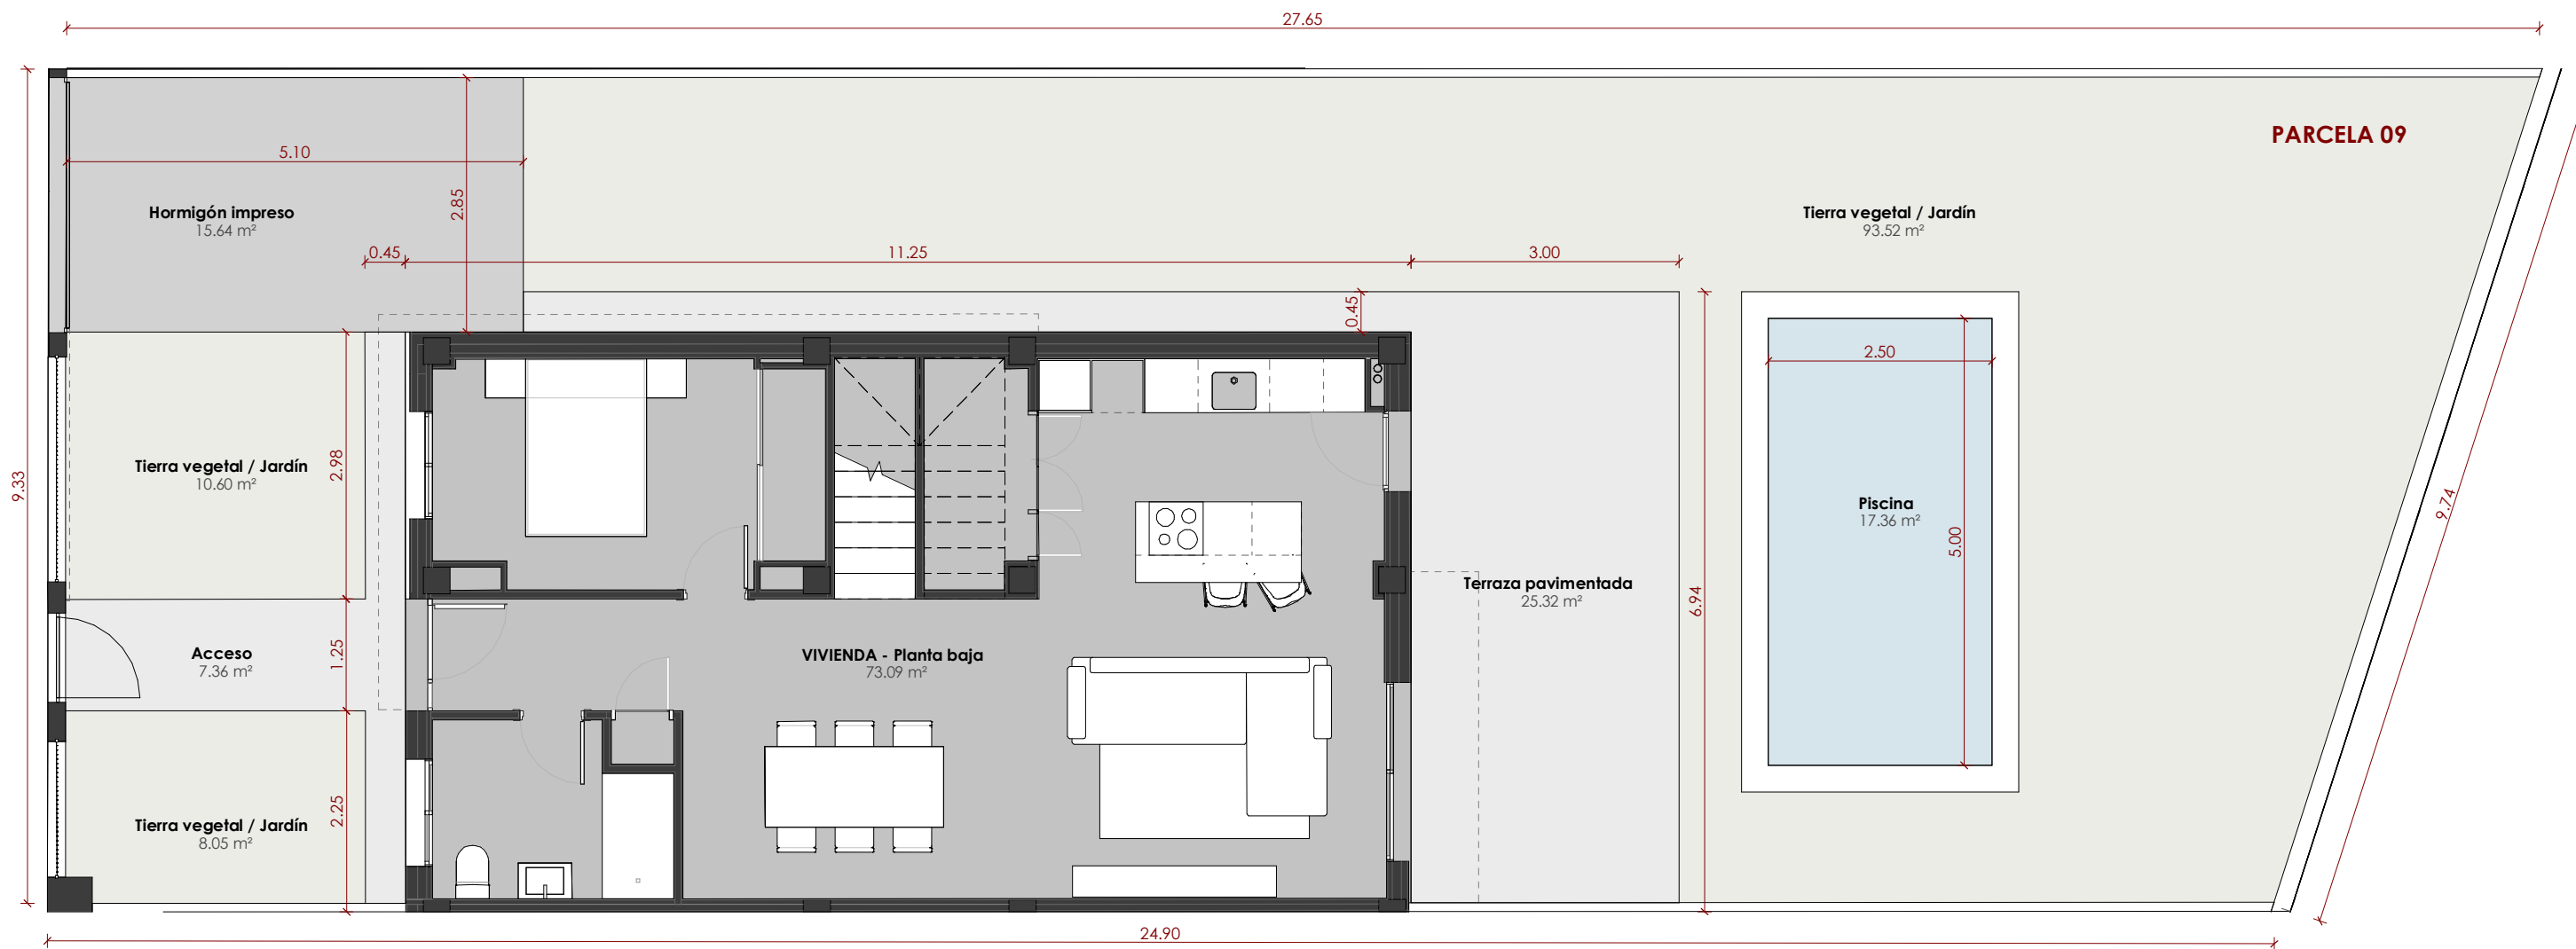 27.65
PARCELA 09
5.10
Hormigón impreso
15.64 m²
2.85
Tierra vegetal / Jardín
93.52 m²
0.45
11.25
3.00
0.45
2.50
9.33
Tierra vegetal / Jardín
10.60 m²
2.98
Piscina
17.36 m²
5.00
9.74
Terraza pavimentada
25.32 m²
6.94
Acceso
7.36 m²
1.25
VIVIENDA - Planta baja
73.09 m²
Tierra vegetal / Jardín
8.05 m²
2.25
24.90